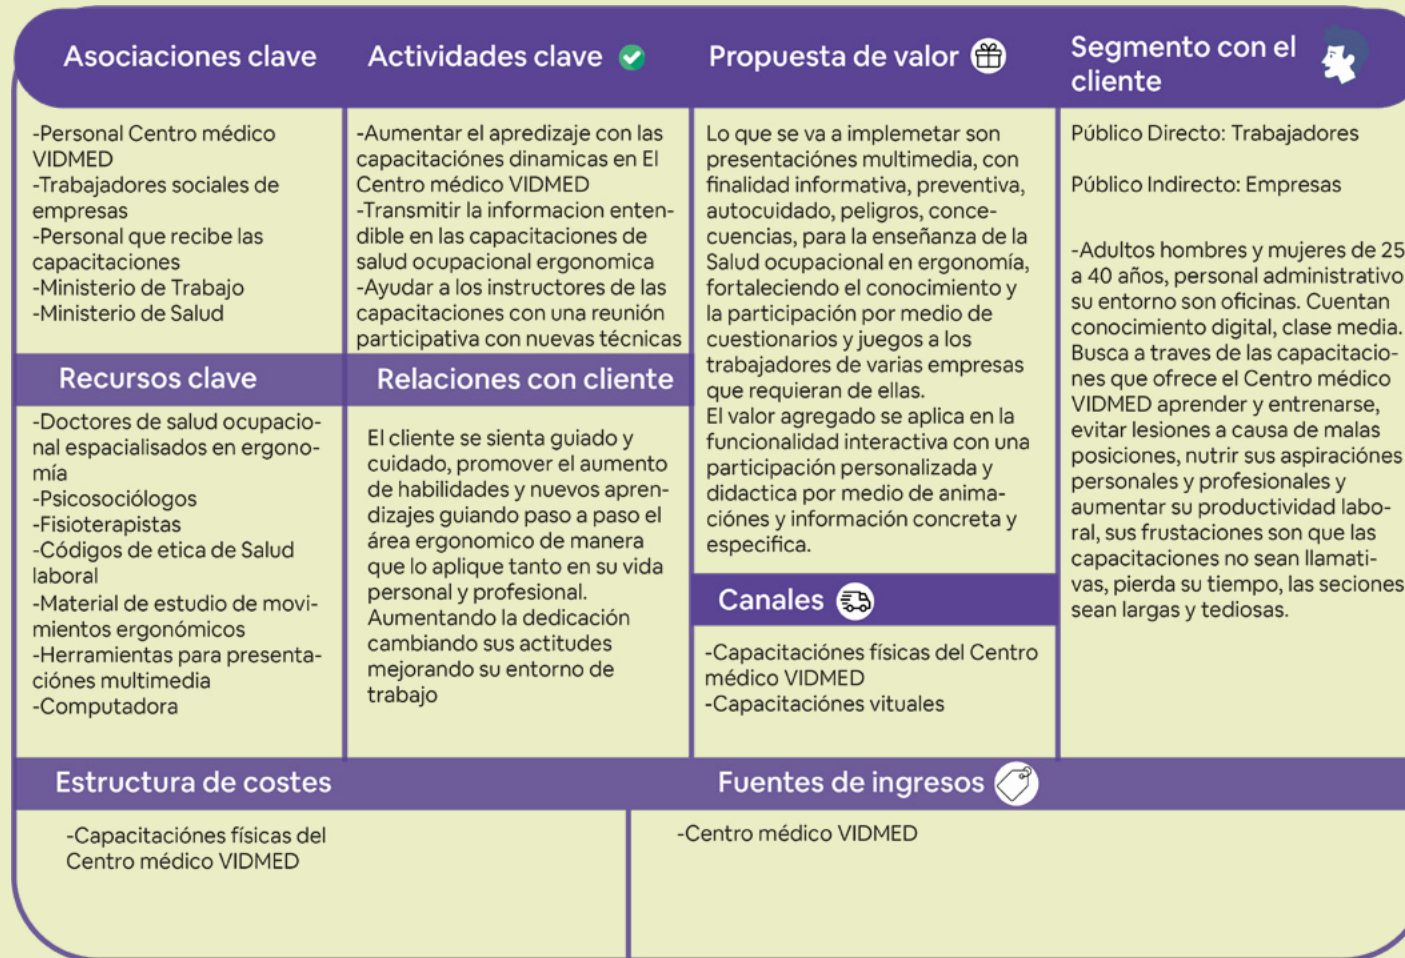 Asociaciones clave
-Personal Centro médico
VIDMED
-Trabajadores sociales de
empresas
-Personal que recibe las
capacitaciones
-Ministerio de Trabajo
-Ministerio de Salud
Recursos clave
-Doctores de salud ocupacio-
nal espacialisados en ergono-
mía
-Psicosociólogos
-Fisioterapistas
-Códigos de etica de Salud
laboral
-Material de estudio de movi-
mientos ergonómicos
-Herramientas para presenta-
ciónes multimedia
-Computadora
Actividades clave
-Aumentar el apredizaje con las
capacitaciónes dinamicas en El
Centro médico VIDMED
-Transmitir la informacion enten-
dible en las capacitaciones de
salud ocupacional ergonomica
-Ayudar a los instructores de las
capacitaciones con una reunión
participativa con nuevas técnicas
Relaciones con cliente
El cliente se sienta guiado y
cuidado, promover el aumento
de habilidades y nuevos apren-
dizajes guiando paso a paso el
área ergonomico de manera
que lo aplique tanto en su vida
personal y profesional.
Aumentando la dedicación
cambiando sus actitudes
mejorando su entorno de
trabajo
Propuesta de valor
Lo que se va a implemetar son
presentaciónes multimedia, con
finalidad informativa, preventiva,
autocuidado, peligros, conce-
cuencias, para la enseñanza de la
Salud ocupacional en ergonomía,
fortaleciendo el conocimiento y
la participación por medio de
cuestionarios y juegos a los
trabajadores de varias empresas
que requieran de ellas.
El valor agregado se aplica en la
funcionalidad interactiva con una
participación personalizada y
didactica por medio de anima-
ciónes y información concreta y
especifica.
Canales
-Capacitaciónes físicas del Centro
médico VIDMED
-Capacitaciónes vituales
Segmento con el
cliente
Público Directo: Trabajadores
Público Indirecto: Empresas
-Adultos hombres y mujeres de 25
a 40 años, personal administrativo
su entorno son oficinas. Cuentan
conocimiento digital, clase media.
Busca a traves de las capacitacio-
nes que ofrece el Centro médico
VIDMED aprender y entrenarse,
evitar lesiones a causa de malas
posiciones, nutrir sus aspiraciónes
personales y profesionales y
aumentar su productividad labo-
ral, sus frustaciones son que las
capacitaciones no sean llamati-
vas, pierda su tiempo, las seciones
sean largas y tediosas.
Estructura de costes
-Capacitaciónes físicas del
Centro médico VIDMED
Fuentes de ingresos
-Centro médico VIDMED